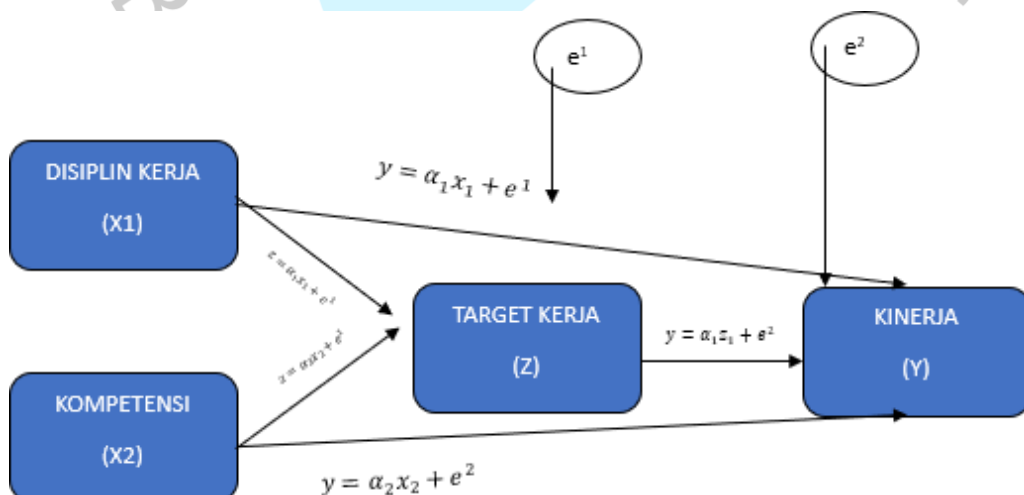 e¹
e²
DISIPLIN KERJA
(X1)
y = α₁x₁ + e¹
z = α₁x₁ + e¹
TARGET KERJA
(Z)
y = α₁z₁ + e²
KINERJA
(Y)
z = α₂x₂ + e²
KOMPETENSI
(X2)
y = α₂x₂ + e²